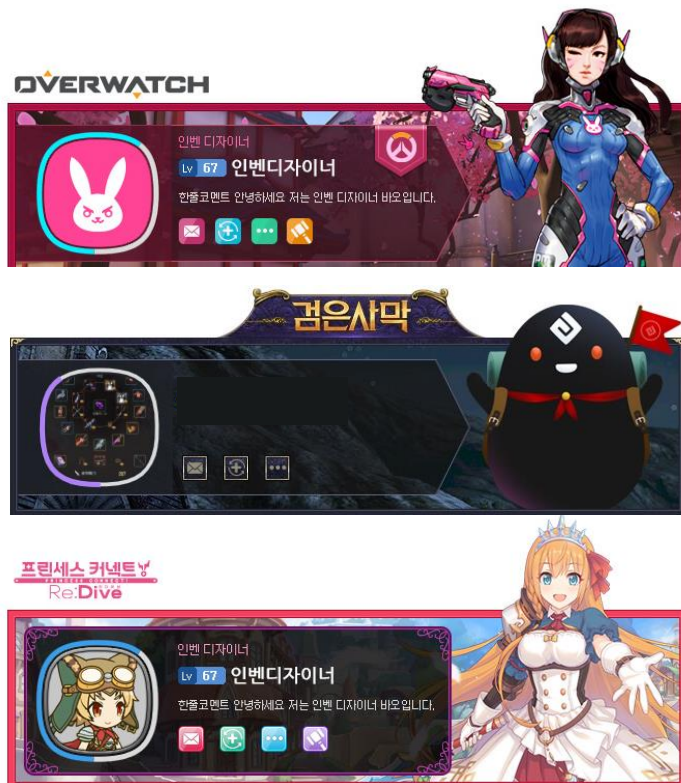 OVERWATCH
인벤 디자이너
Lv 67 인벤디자이너
한줄코멘트 안녕하세요 저는 인벤 디자이너 바오입니다.
검은사막
프린세스 커넥트!
PRINCESS CONNECT!
Re:Dive
인벤 디자이너
Lv 67 인벤디자이너
한줄코멘트 안녕하세요 저는 인벤 디자이너 바오입니다.